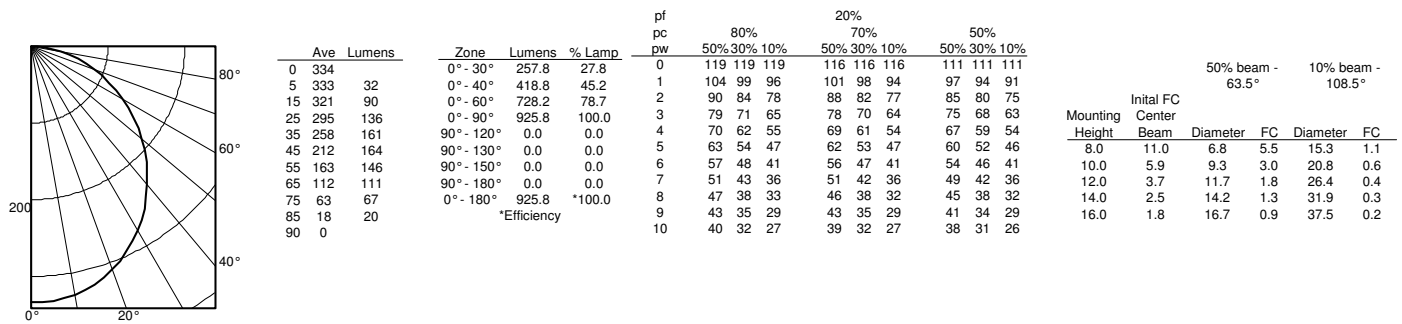 80°
60°
200
40°
0° 20°
Ave Lumens
0 334
5 333 32
15 321 90
25 295 136
35 258 161
45 212 164
55 163 146
65 112 111
75 63 67
85 18 20
90 0
Zone Lumens % Lamp
0° - 30° 257.8 27.8
0° - 40° 418.8 45.2
0° - 60° 728.2 78.7
0° - 90° 925.8 100.0
90° - 120° 0.0 0.0
90° - 130° 0.0 0.0
90° - 150° 0.0 0.0
90° - 180° 0.0 0.0
0° - 180° 925.8 *100.0
*Efficiency
pf 20%
pc 80% 70% 50%
pw 50% 30% 10% 50% 30% 10% 50% 30% 10%
0 119 119 119 116 116 116 111 111 111
1 104 99 96 101 98 94 97 94 91
2 90 84 78 88 82 77 85 80 75
3 79 71 65 78 70 64 75 68 63
4 70 62 55 69 61 54 67 59 54
5 63 54 47 62 53 47 60 52 46
6 57 48 41 56 47 41 54 46 41
7 51 43 36 51 42 36 49 42 36
8 47 38 33 46 38 32 45 38 32
9 43 35 29 43 35 29 41 34 29
10 40 32 27 39 32 27 38 31 26
50% beam - 10% beam -
63.5° 108.5°
Inital FC
Mounting Center
Height Beam Diameter FC Diameter FC
8.0 11.0 6.8 5.5 15.3 1.1
10.0 5.9 9.3 3.0 20.8 0.6
12.0 3.7 11.7 1.8 26.4 0.4
14.0 2.5 14.2 1.3 31.9 0.3
16.0 1.8 16.7 0.9 37.5 0.2